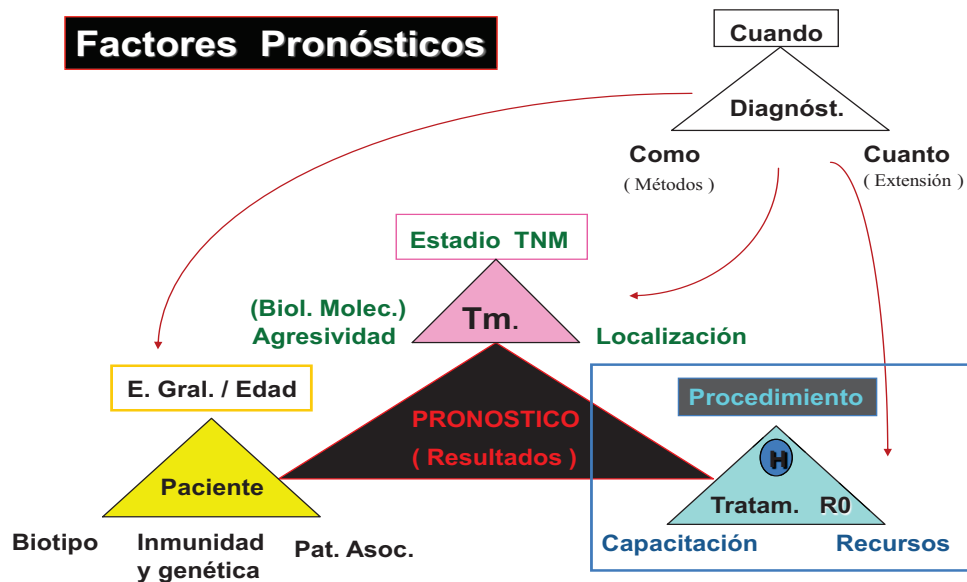 Factores Pronósticos
Cuando
Diagnóst.
Como
( Métodos )
Cuanto
( Extensión )
Estadio TNM
(Biol. Molec.)
Agresividad
Tm.
Localización
E. Gral. / Edad
Procedimiento
PRONOSTICO
( Resultados )
H
Paciente
Tratam. R0
Biotipo
Inmunidad
y genética
Pat. Asoc.
Capacitación
Recursos